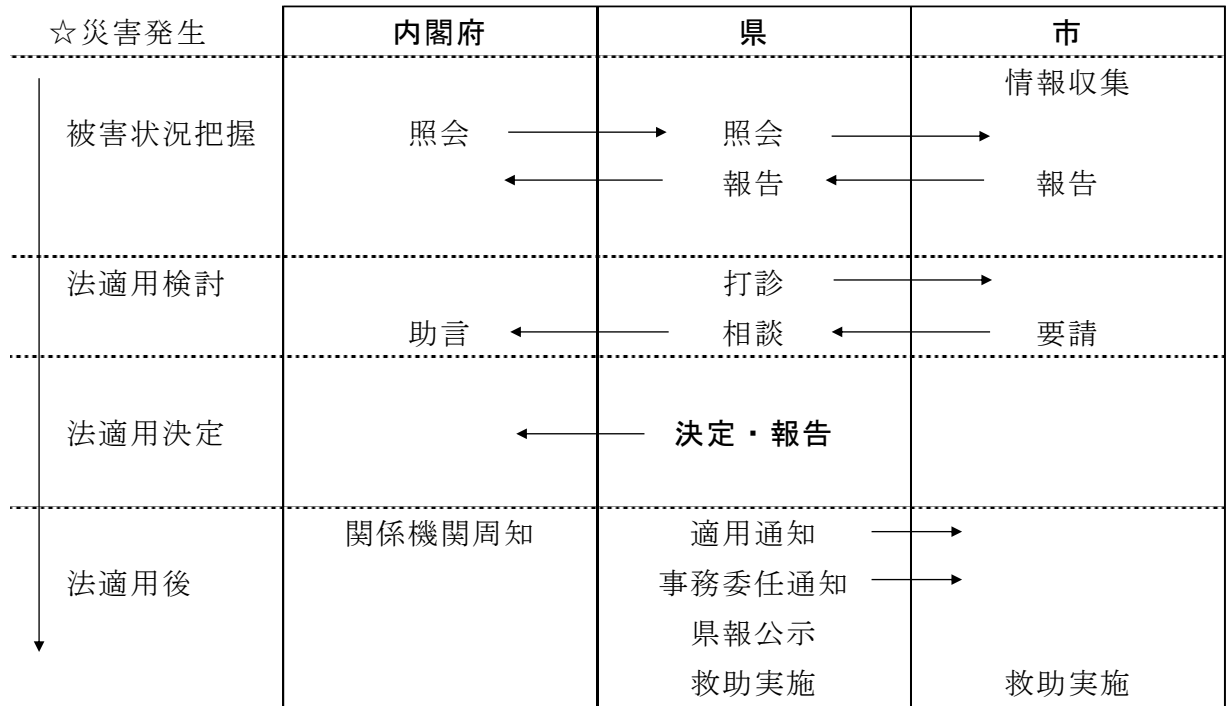 ☆災害発生 内閣府 県 市
情報収集
被害状況把握 照会 照会
報告 報告
法適用検討 打診
助言 相談 要請
法適用決定 決定・報告
関係機関周知 適用通知
法適用後 事務委任通知
県報公示
救助実施 救助実施